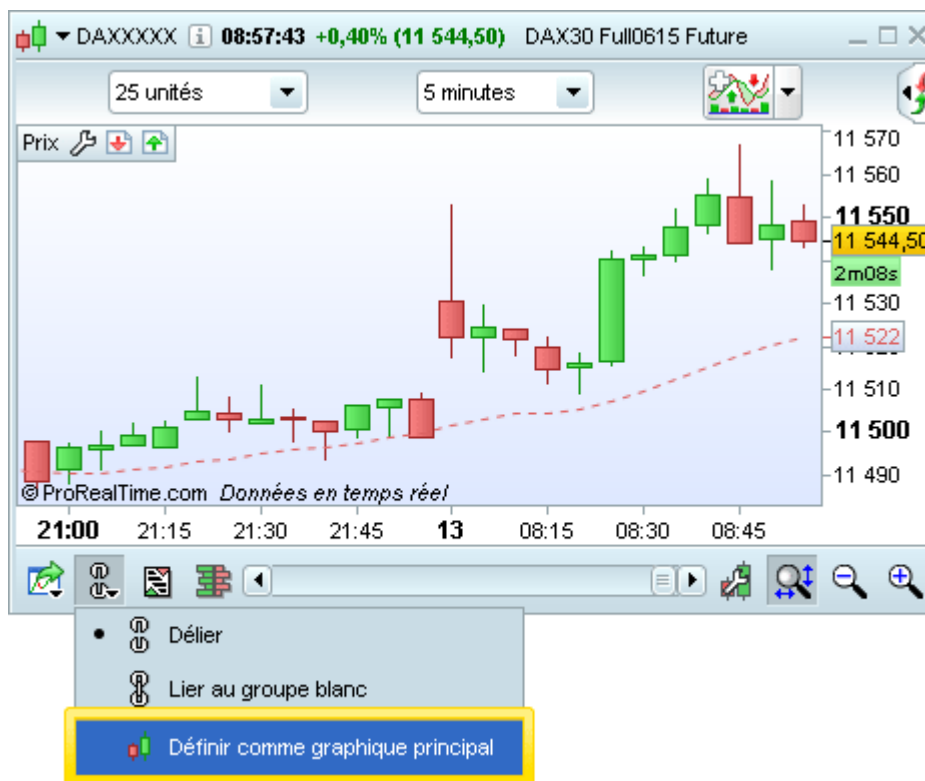 DAXXXXX 08:57:43 +0,40% (11 544,50) DAX30 Full0615 Future
25 unités 5 minutes
Prix
11 570
11 560
11 550
11 544,50
2m08s
11 530
11 522
11 510
11 500
11 490
© ProRealTime.com Données en temps réel
21:00 21:15 21:30 21:45 13 08:15 08:30 08:45
Délier
Lier au groupe blanc
Définir comme graphique principal